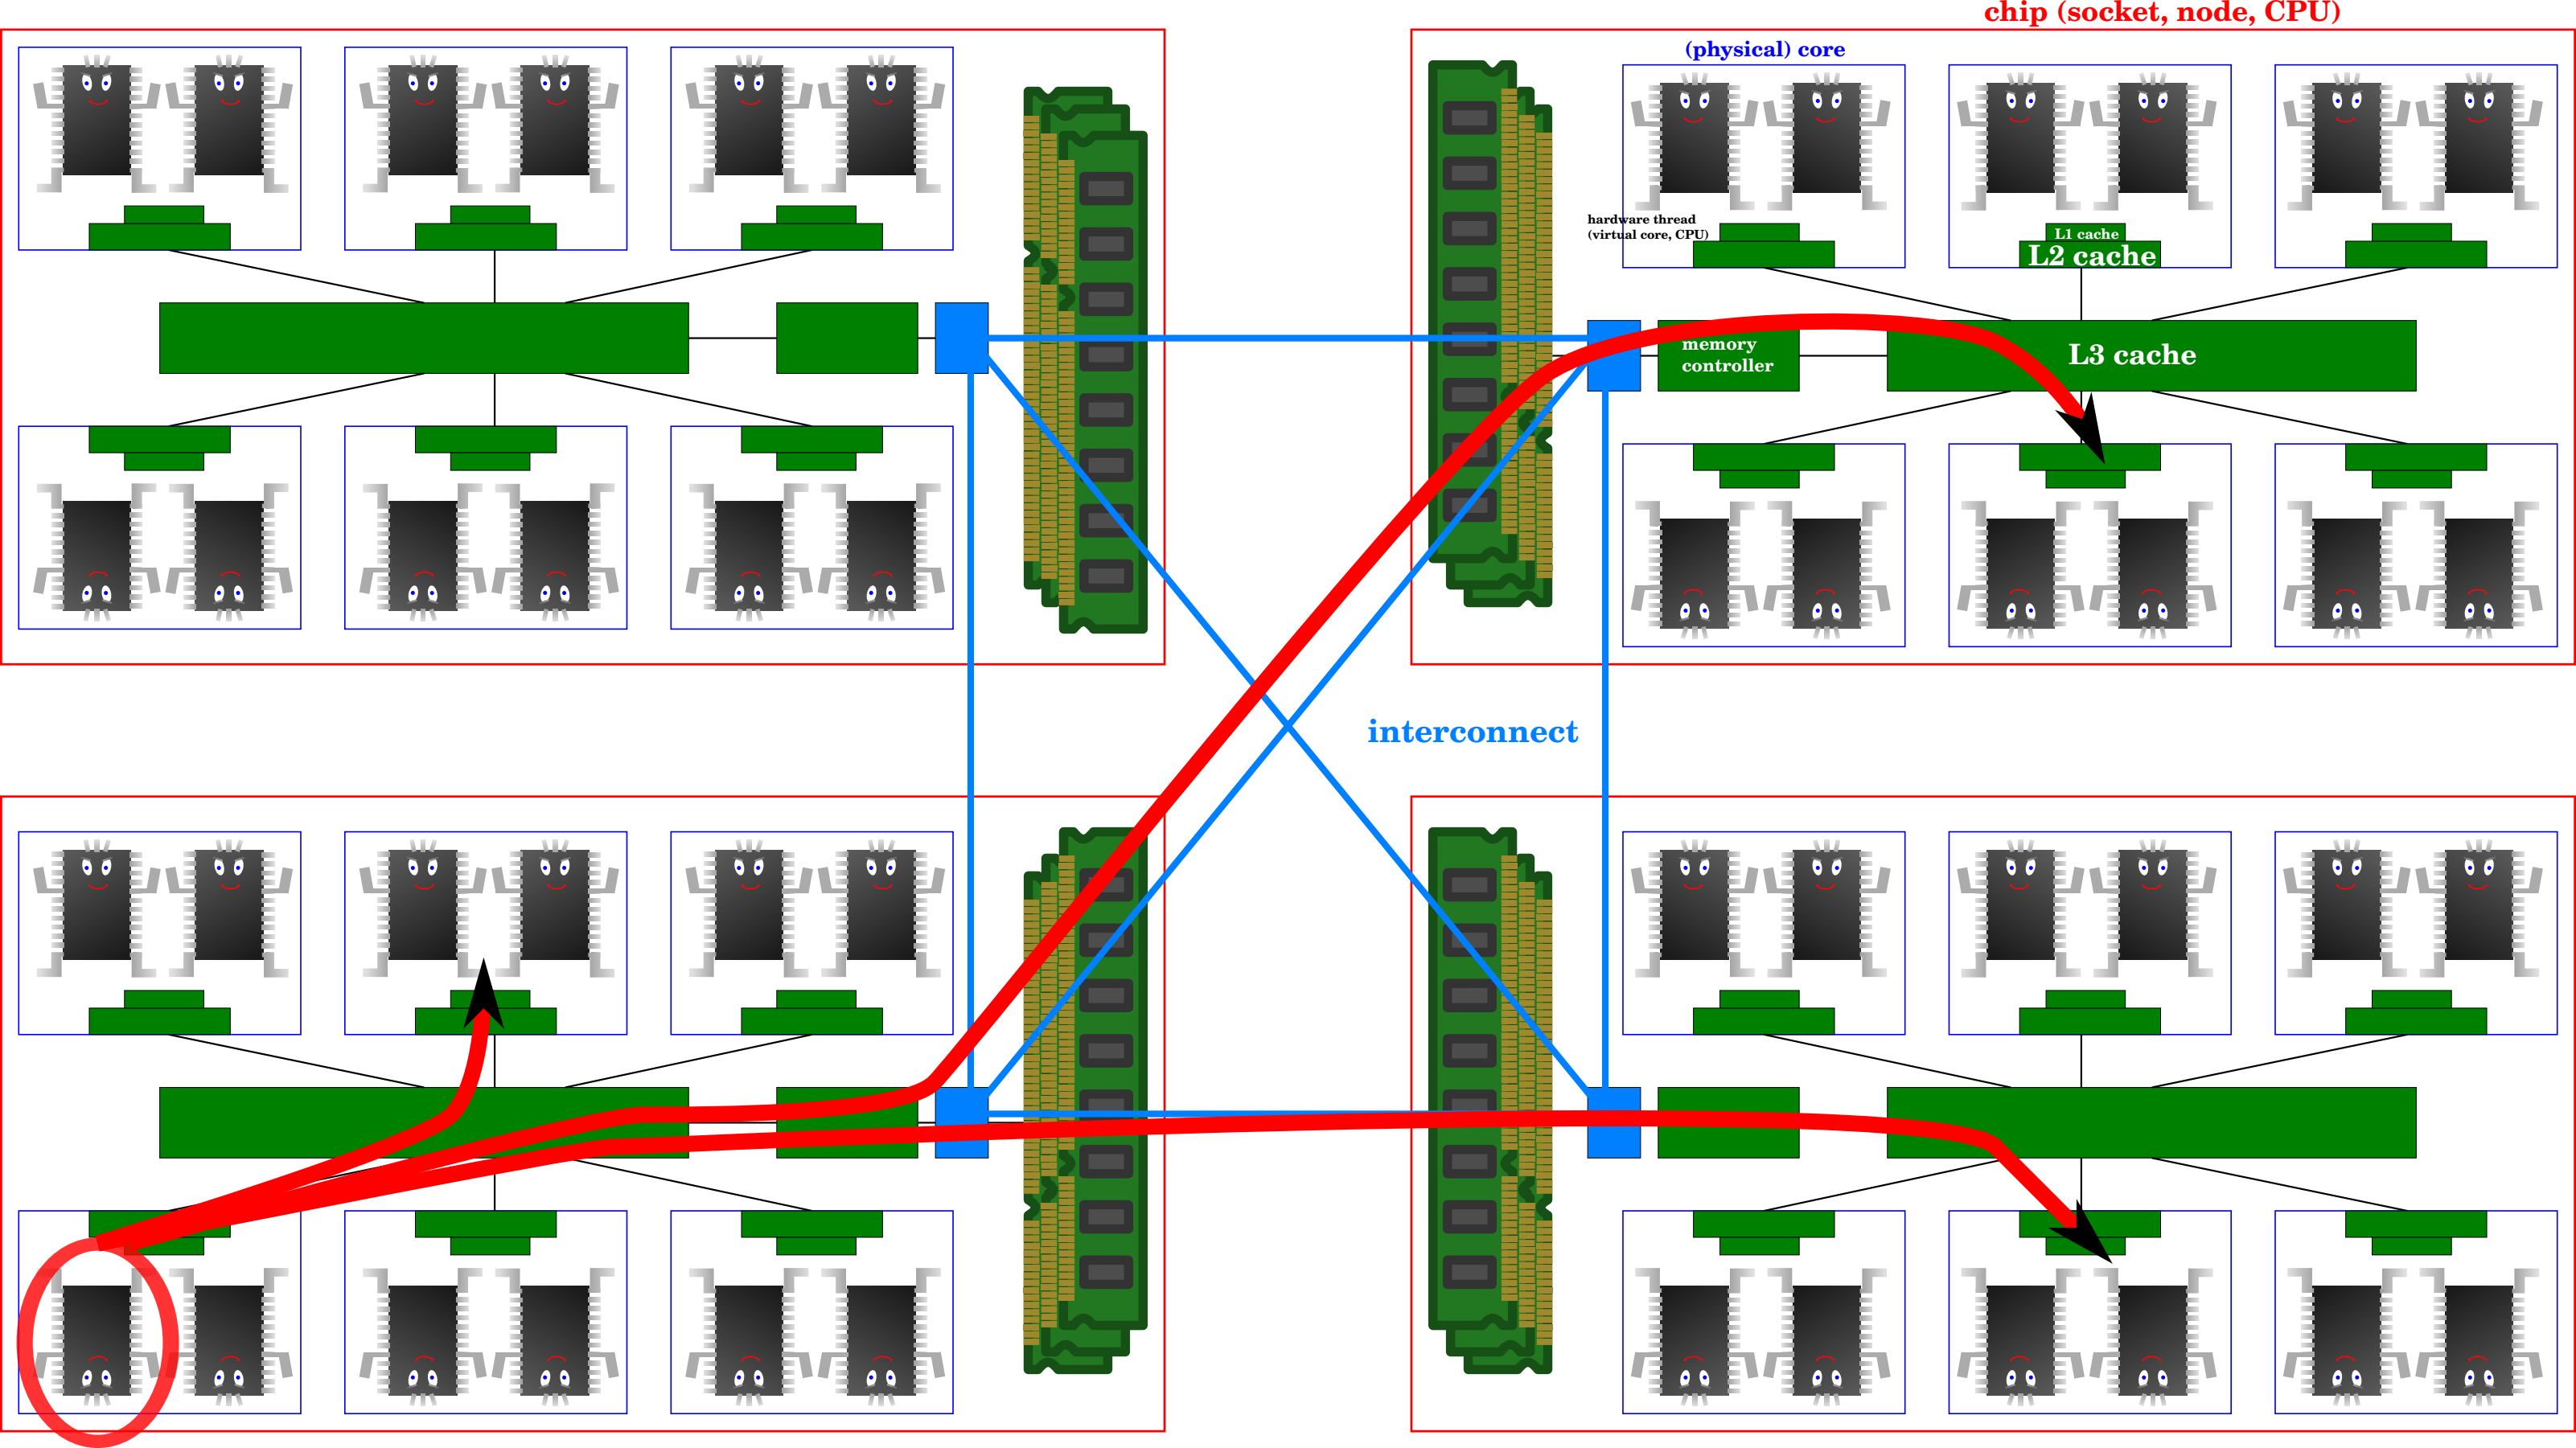 chip (socket, node, CPU)
(physical) core
hardware thread
(virtual core, CPU)
L1 cache
L2 cache
memory
controller
L3 cache
interconnect